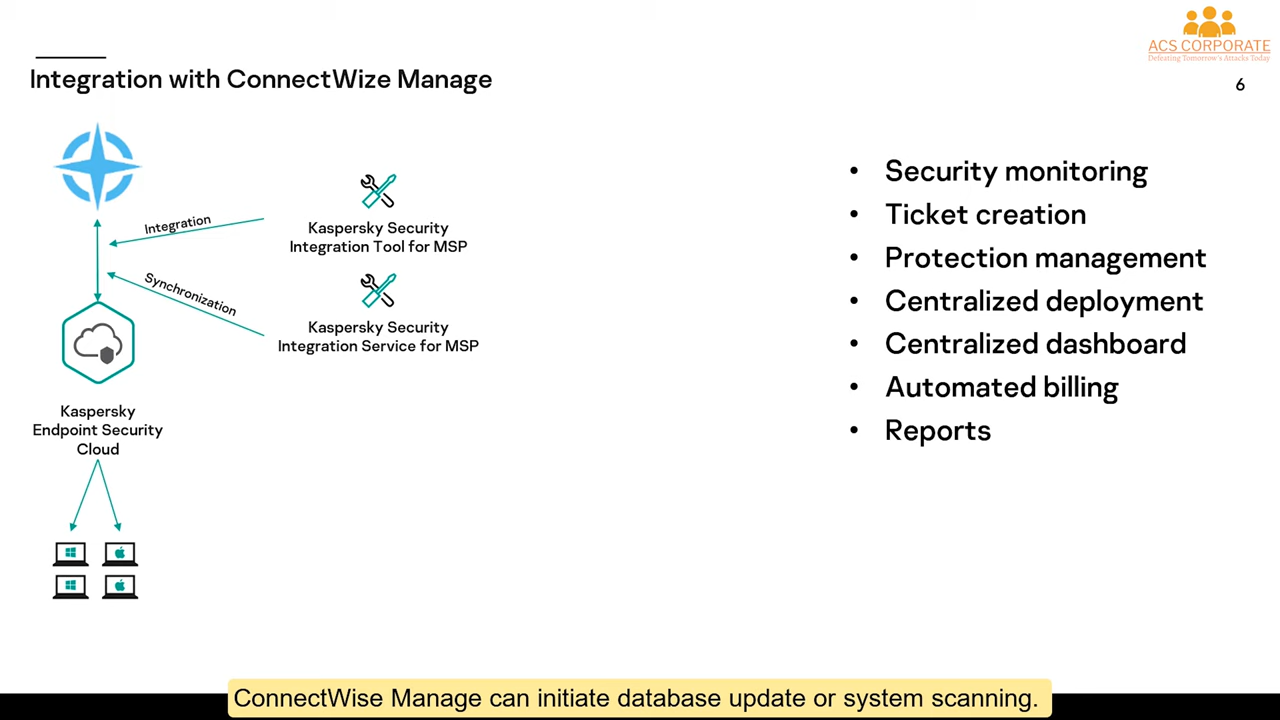 ACS CORPORATE
Defeating Tomorrow's Attacks Today
Integration with ConnectWize Manage
6
Integration
Kaspersky Security
Integration Tool for MSP
Synchronization
Kaspersky Security
Integration Service for MSP
Kaspersky
Endpoint Security
Cloud
• Security monitoring
• Ticket creation
• Protection management
• Centralized deployment
• Centralized dashboard
• Automated billing
• Reports
ConnectWise Manage can initiate database update or system scanning.